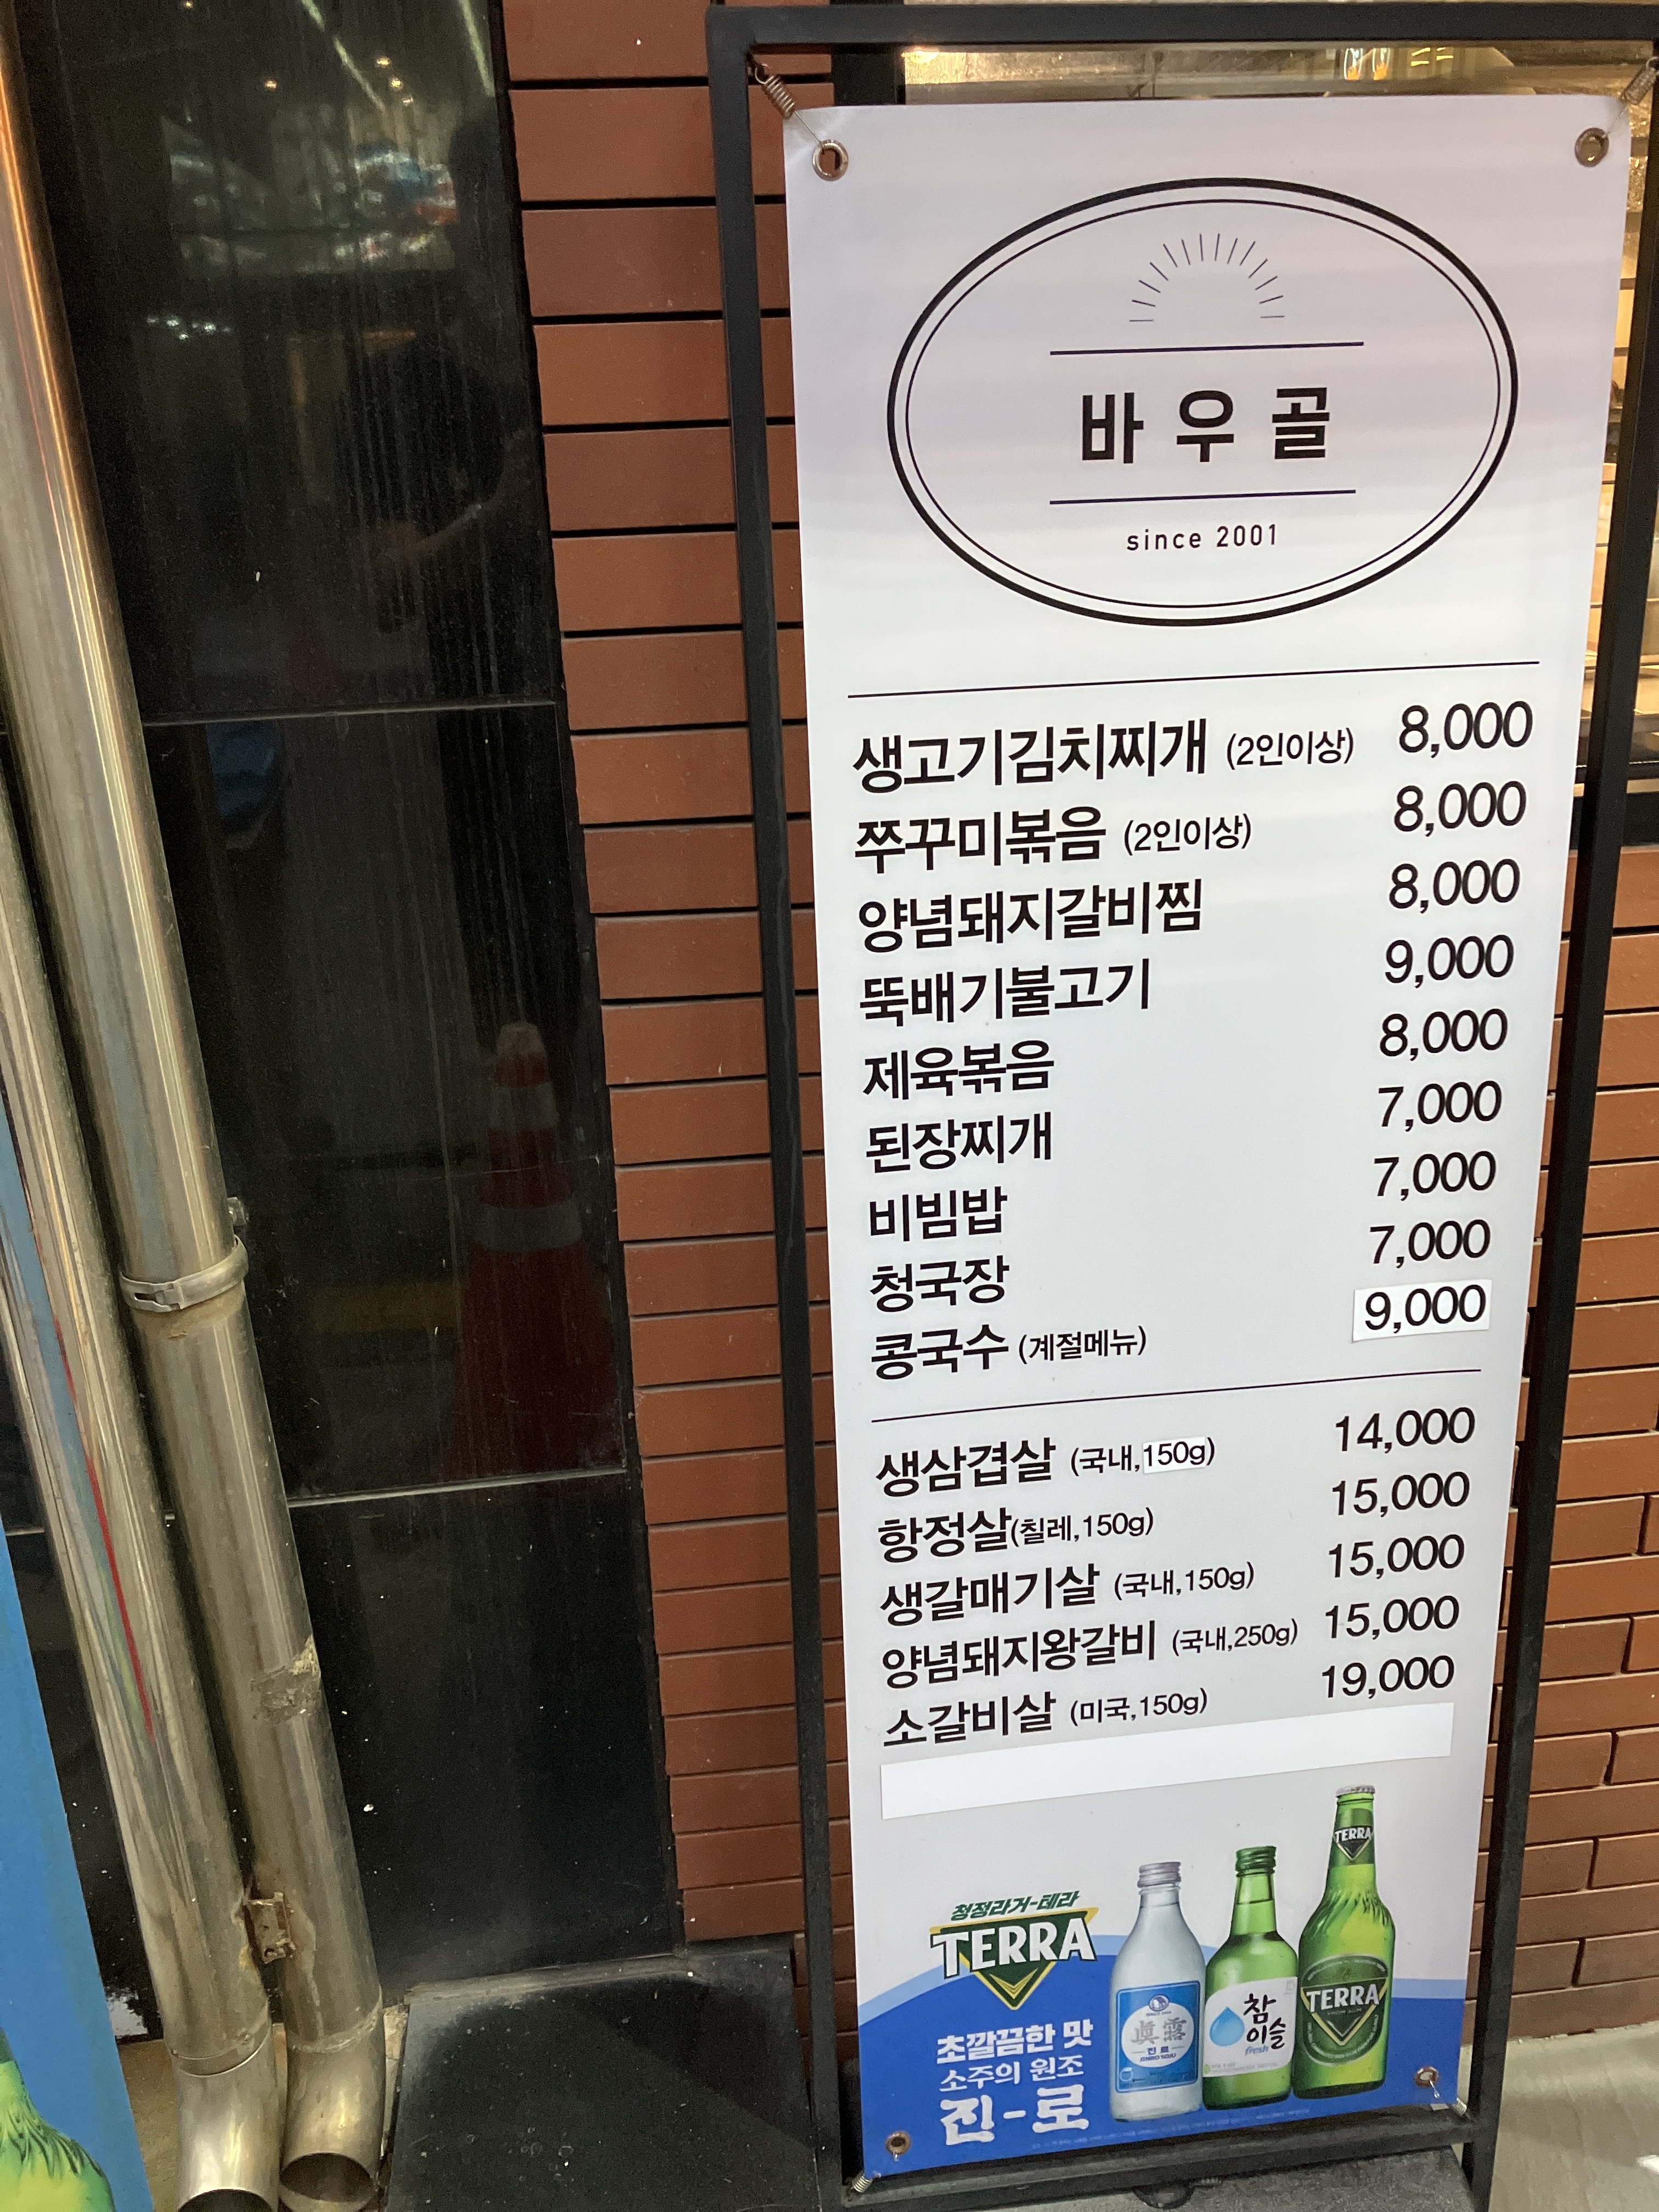 바우골
since 2001
생고기김치찌개 (2인이상) 8,000
쭈꾸미볶음 (2인이상) 8,000
양념돼지갈비찜 8,000
뚝배기불고기 9,000
제육볶음 8,000
된장찌개 7,000
비빔밥 7,000
청국장 7,000
콩국수 (계절메뉴) 9,000
생삼겹살 (국내,150g) 14,000
항정살(칠레,150g) 15,000
생갈매기살 (국내,150g) 15,000
양념돼지왕갈비 (국내,250g) 15,000
소갈비살 (미국,150g) 19,000
청정라거-테라
TERRA
초깔끔한 맛
소주의 원조
진-로
眞露
진로
JINRO SOJU
참
이슬
fresh
TERRA
TERRA